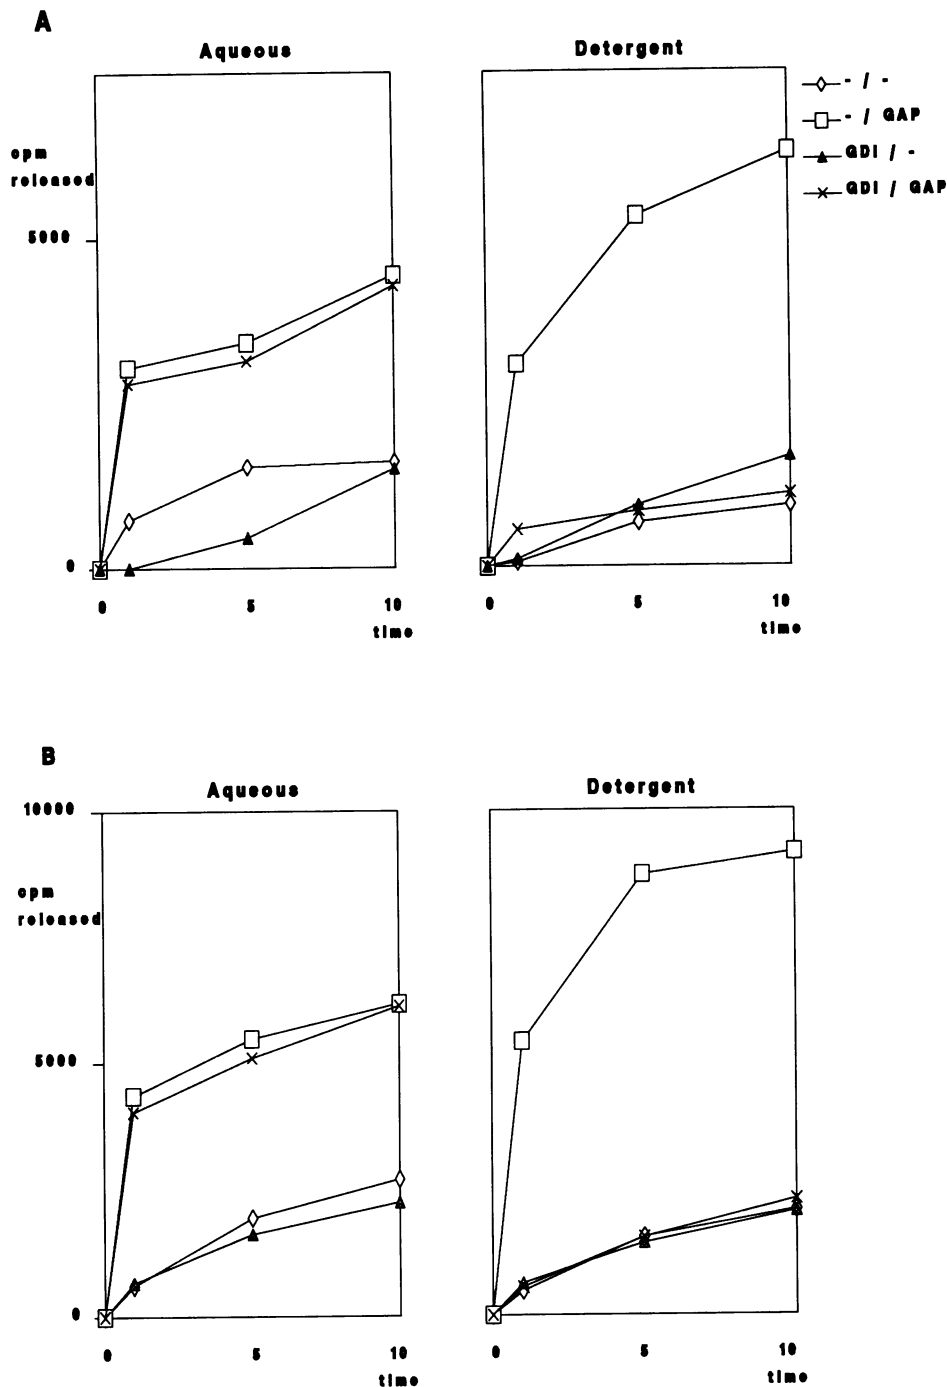 A
Aqueous
Detergent
- / -
- / GAP
GDI / -
GDI / GAP
cpm
released
5000
0
0 5 10
time
0 5 10
time
B
Aqueous
Detergent
10000
cpm
released
5000
0
0 5 10
time
0 5 10
time